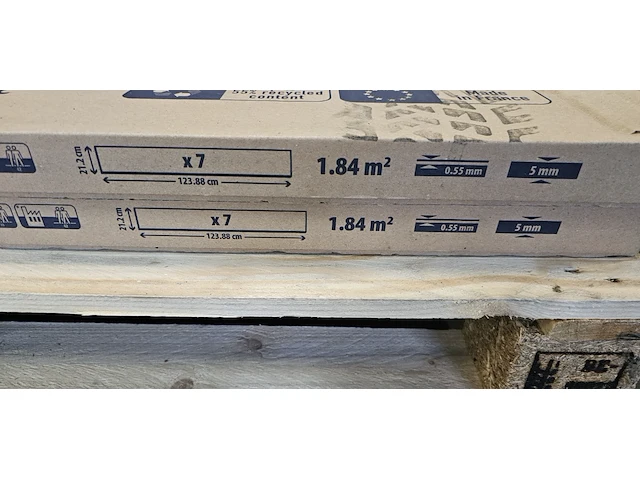 55% recycled
content
Made
in France
21.2 cm
x 7
123.88 cm
1.84 m²
0.55 mm
5 mm
21.2 cm
x 7
123.88 cm
1.84 m²
0.55 mm
5 mm